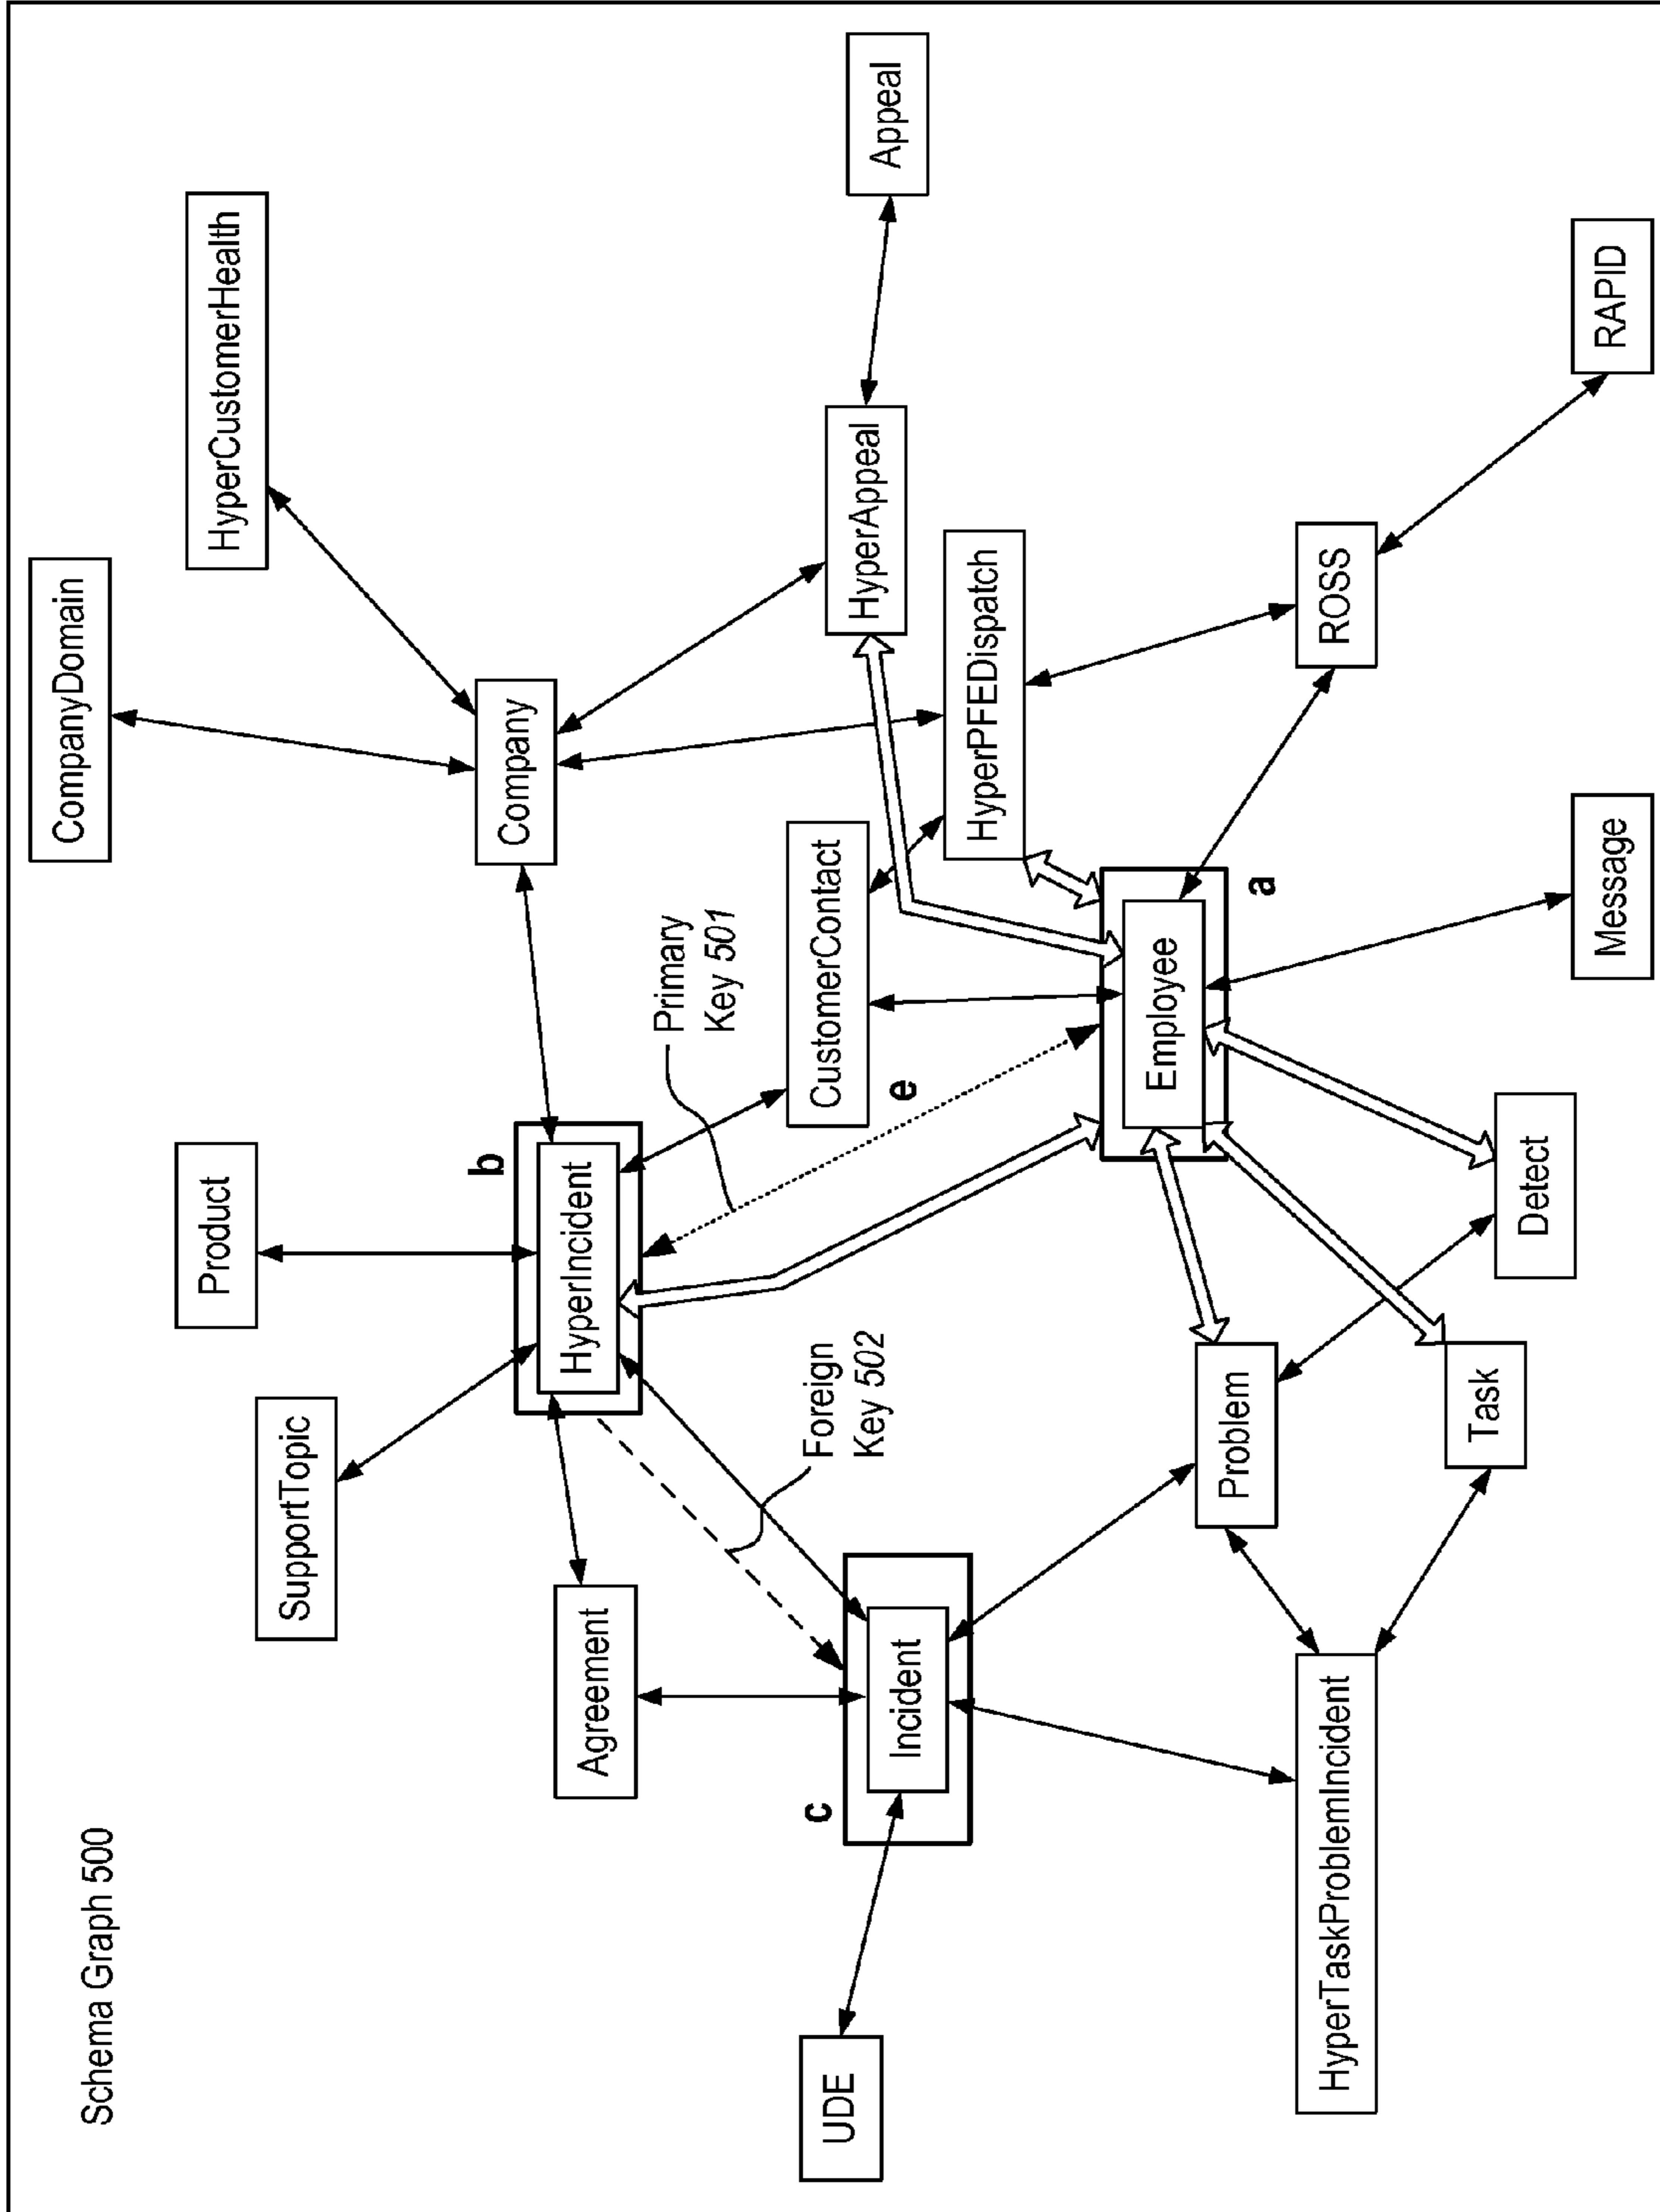 Schema Graph 500
CompanyDomain
HyperCustomerHealth
Product
SupportTopic
Company
b
HyperIncident
Agreement
Primary
Key 501
Foreign
Key 502
CustomerContact
e
HyperAppeal
Appeal
HyperPFEDispatch
c
Incident
UDE
Employee
a
Problem
ROSS
HyperTaskProblemIncident
Task
Detect
Message
RAPID